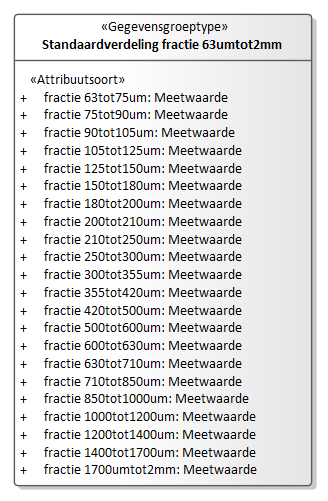 «Gegevensgroeptype»
Standaardverdeling fractie 63umtot2mm
«Attribuutsoort»
+ fractie 63tot75um: Meetwaarde
+ fractie 75tot90um: Meetwaarde
+ fractie 90tot105um: Meetwaarde
+ fractie 105tot125um: Meetwaarde
+ fractie 125tot150um: Meetwaarde
+ fractie 150tot180um: Meetwaarde
+ fractie 180tot200um: Meetwaarde
+ fractie 200tot210um: Meetwaarde
+ fractie 210tot250um: Meetwaarde
+ fractie 250tot300um: Meetwaarde
+ fractie 300tot355um: Meetwaarde
+ fractie 355tot420um: Meetwaarde
+ fractie 420tot500um: Meetwaarde
+ fractie 500tot600um: Meetwaarde
+ fractie 600tot630um: Meetwaarde
+ fractie 630tot710um: Meetwaarde
+ fractie 710tot850um: Meetwaarde
+ fractie 850tot1000um: Meetwaarde
+ fractie 1000tot1200um: Meetwaarde
+ fractie 1200tot1400um: Meetwaarde
+ fractie 1400tot1700um: Meetwaarde
+ fractie 1700umtot2mm: Meetwaarde